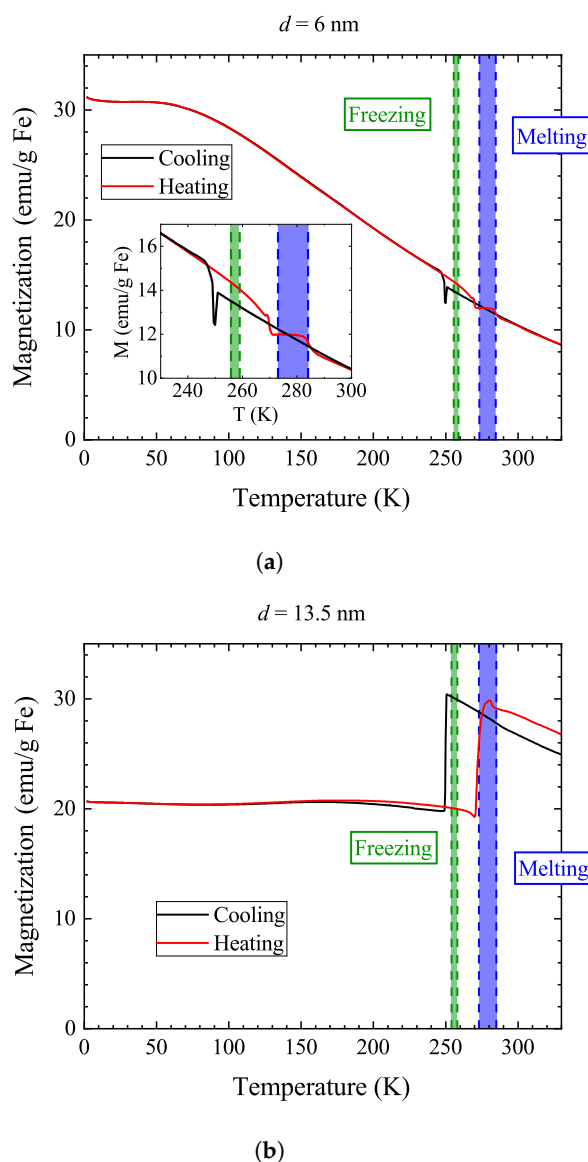 d = 6 nm
Magnetization (emu/g Fe)
30
20
10
0
Freezing
Melting
Cooling
Heating
M (emu/g Fe)
16
14
12
10
240
260
280
300
T (K)
0
50
100
150
200
250
300
Temperature (K)
(a)
d = 13.5 nm
Magnetization (emu/g Fe)
30
20
10
0
Freezing
Melting
Cooling
Heating
0
50
100
150
200
250
300
Temperature (K)
(b)